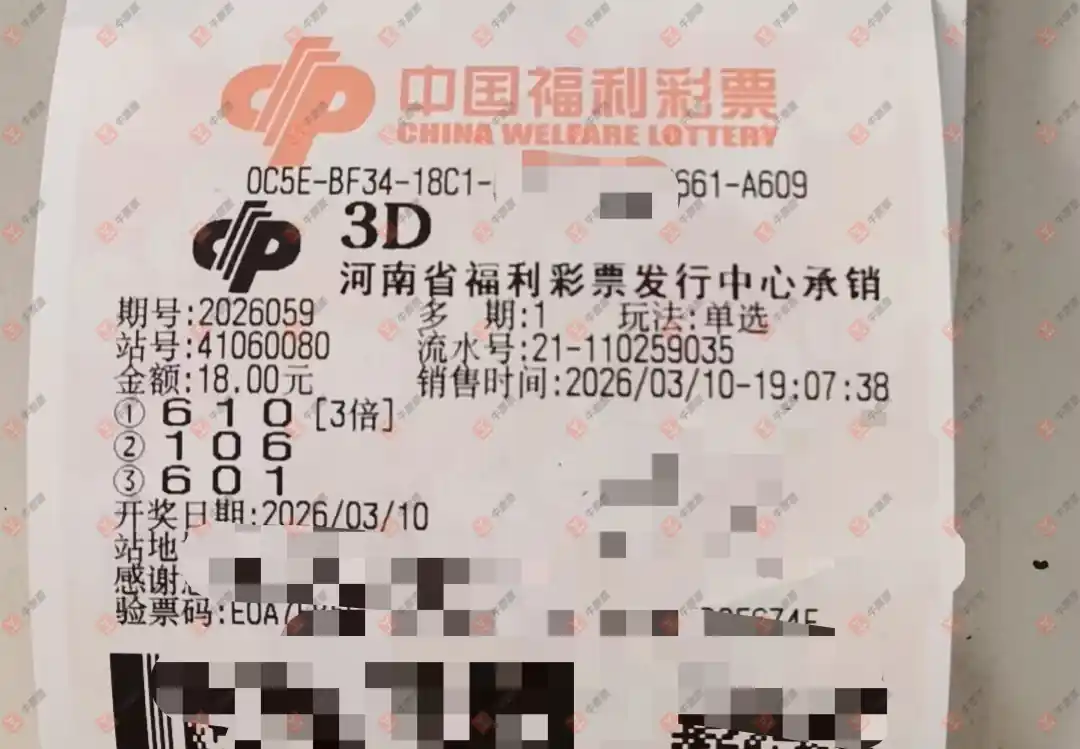 中国福利彩票
CHINA WELFARE LOTTERY
0C5E-BF34-18C1- 661-A609
3D
河南省福利彩票发行中心承销
期号:2026059 多 期:1 玩法:单选
站号:41060080 流水号:21-110259035
金额:18.00元 销售时间:2026/03/10-19:07:38
① 6 1 0 [3倍]
② 1 0 6
③ 6 0 1
开奖日期:2026/03/10
站地
感谢
验票码:E0A7